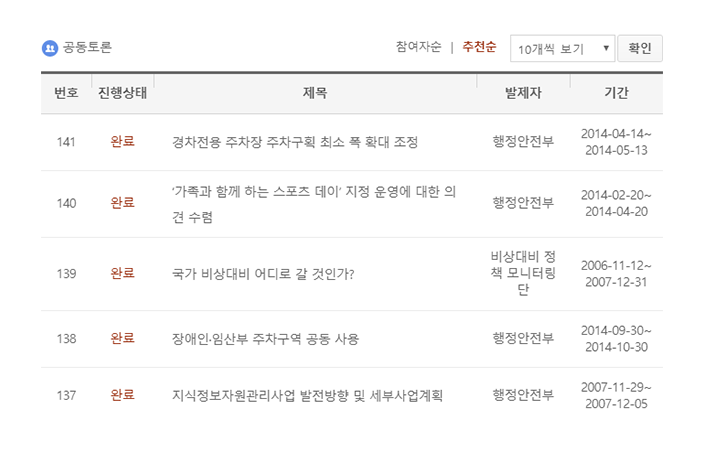 공동토론
참여자순 | 추천순 10개씩 보기 ▼ 확인
번호 진행상태 제목 발제자 기간
141 완료 경차전용 주차장 주차구획 최소 폭 확대 조정 행정안전부 2014-04-14~
2014-05-13
140 완료 '가족과 함께 하는 스포츠 데이' 지정 운영에 대한 의
견 수렴 행정안전부 2014-02-20~
2014-04-20
139 완료 국가 비상대비 어디로 갈 것인가? 비상대비 정
책 모니터링
단 2006-11-12~
2007-12-31
138 완료 장애인·임산부 주차구역 공동 사용 행정안전부 2014-09-30~
2014-10-30
137 완료 지식정보자원관리사업 발전방향 및 세부사업계획 행정안전부 2007-11-29~
2007-12-05